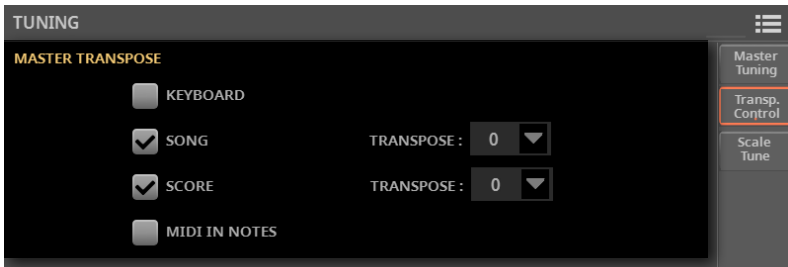 TUNING
MASTER TRANSPOSE
KEYBOARD
SONG TRANSPOSE : 0
SCORE TRANSPOSE : 0
MIDI IN NOTES
Master
Tuning
Transp.
Control
Scale
Tune